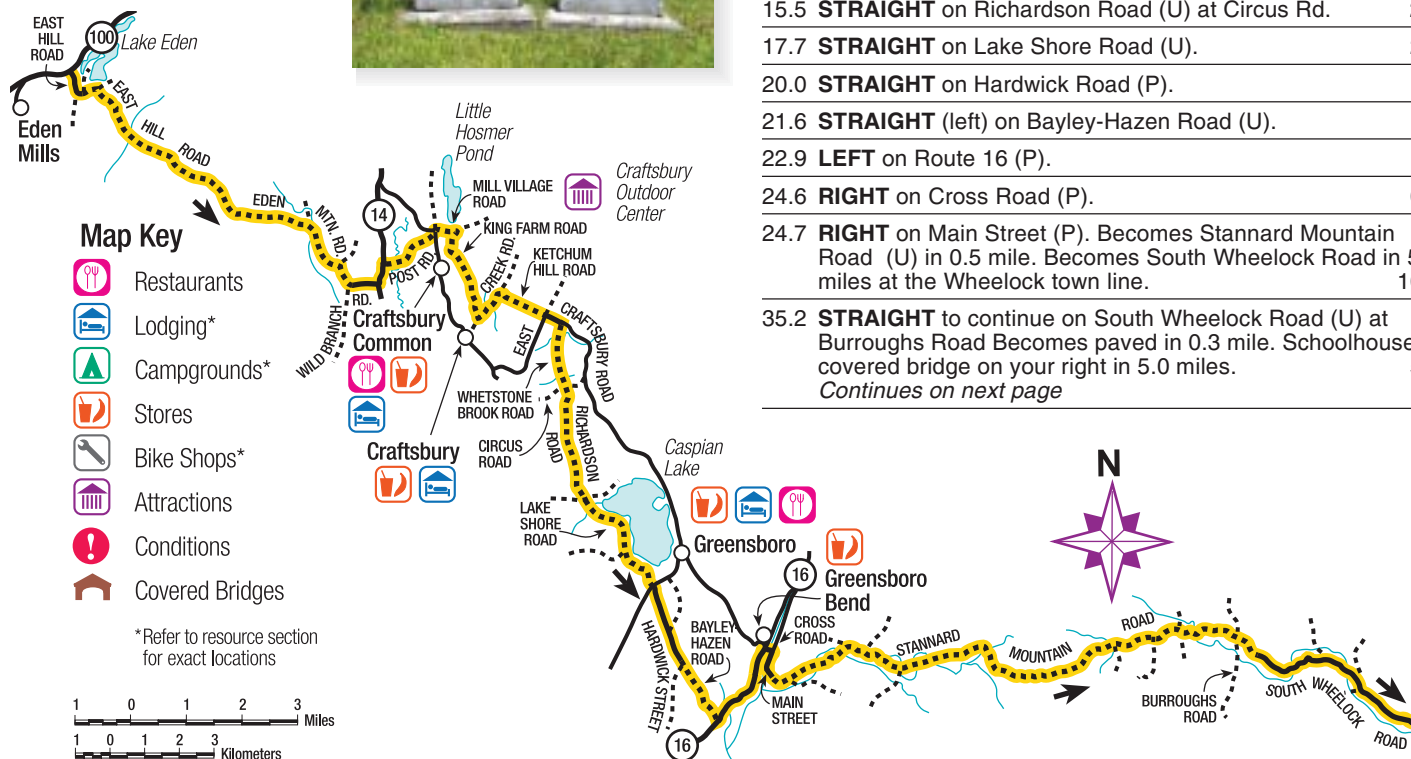 15.5 STRAIGHT on Richardson Road (U) at Circus Rd.
17.7 STRAIGHT on Lake Shore Road (U).
20.0 STRAIGHT on Hardwick Road (P).
21.6 STRAIGHT (left) on Bayley-Hazen Road (U).
22.9 LEFT on Route 16 (P).
24.6 RIGHT on Cross Road (P).
24.7 RIGHT on Main Street (P). Becomes Stannard Mountain
Road (U) in 0.5 mile. Becomes South Wheelock Road in
miles at the Wheelock town line.
35.2 STRAIGHT to continue on South Wheelock Road (U) at
Burroughs Road Becomes paved in 0.3 mile. Schoolhouse
covered bridge on your right in 5.0 miles.
Continues on next page
EAST
HILL
ROAD
100
Lake Eden
Eden
Mills
EAST
HILL
ROAD
EDEN
MTN. RD.
14
Little
Hosmer
Pond
MILL VILLAGE
ROAD
Craftsbury
Outdoor
Center
KING FARM ROAD
POST RD.
CREEK RD.
KETCHUM
HILL ROAD
RD.
WILD BRANCH
Craftsbury
Common
EAST
CRAFTSBURY ROAD
WHETSTONE
BROOK ROAD
Craftsbury
CIRCUS
ROAD
RICHARDSON
ROAD
Caspian
Lake
LAKE
SHORE
ROAD
Greensboro
16
Greensboro
Bend
CROSS
ROAD
BAYLEY
HAZEN
ROAD
HARDWICK STREET
MAIN
STREET
16
STANNARD
MOUNTAIN
ROAD
BURROUGHS
ROAD
SOUTH
WHEELOCK
ROAD
N
Map Key
Restaurants
Lodging*
Campgrounds*
Stores
Bike Shops*
Attractions
Conditions
Covered Bridges
*Refer to resource section
for exact locations
1 0 1 2 3 Miles
1 0 1 2 3 Kilometers